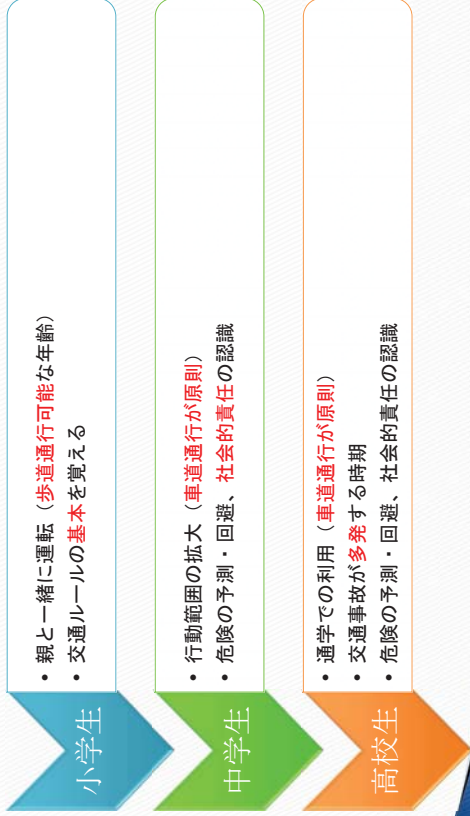 小学生
• 親と一緒に運転（歩道通行可能な年齢）
• 交通ルールの基本を覚える
中学生
• 行動範囲の拡大（車道通行が原則）
• 危険の予測・回避、社会的責任の認識
高校生
• 通学での利用（車道通行が原則）
• 交通事故が多発する時期
• 危険の予測・回避、社会的責任の認識